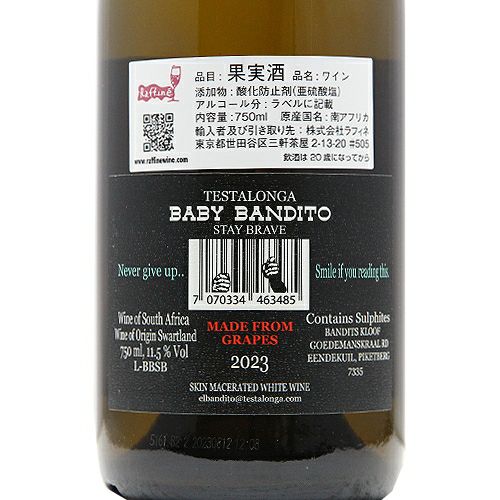 Raffiné
品目：果実酒 品名：ワイン
添加物：酸化防止剤(亜硫酸塩)
アルコール分：ラベルに記載
内容量：750ml 原産国名：南アフリカ
輸入者及び引き取り先：株式会社ラフィネ
東京都世田谷区三軒茶屋 2-13-20 #505
www.raffinewine.com
飲酒は20歳になってから
TESTALONGA
BABY BANDITO
STAY BRAVE
Never give up..
Smile if you reading this.
7 070334 463485
Wine of South Africa
Wine of Origin Swartland
750 ml, 11.5 % Vol
L-BBSB
MADE FROM
GRAPES
2023
Contains Sulphites
BANDITS KLOOF
GOEDEMANSKRAAL RD
EENDEKUIL, PIKETBERG
7335
SKIN MACERATED WHITE WINE
elbandito@testalonga.com